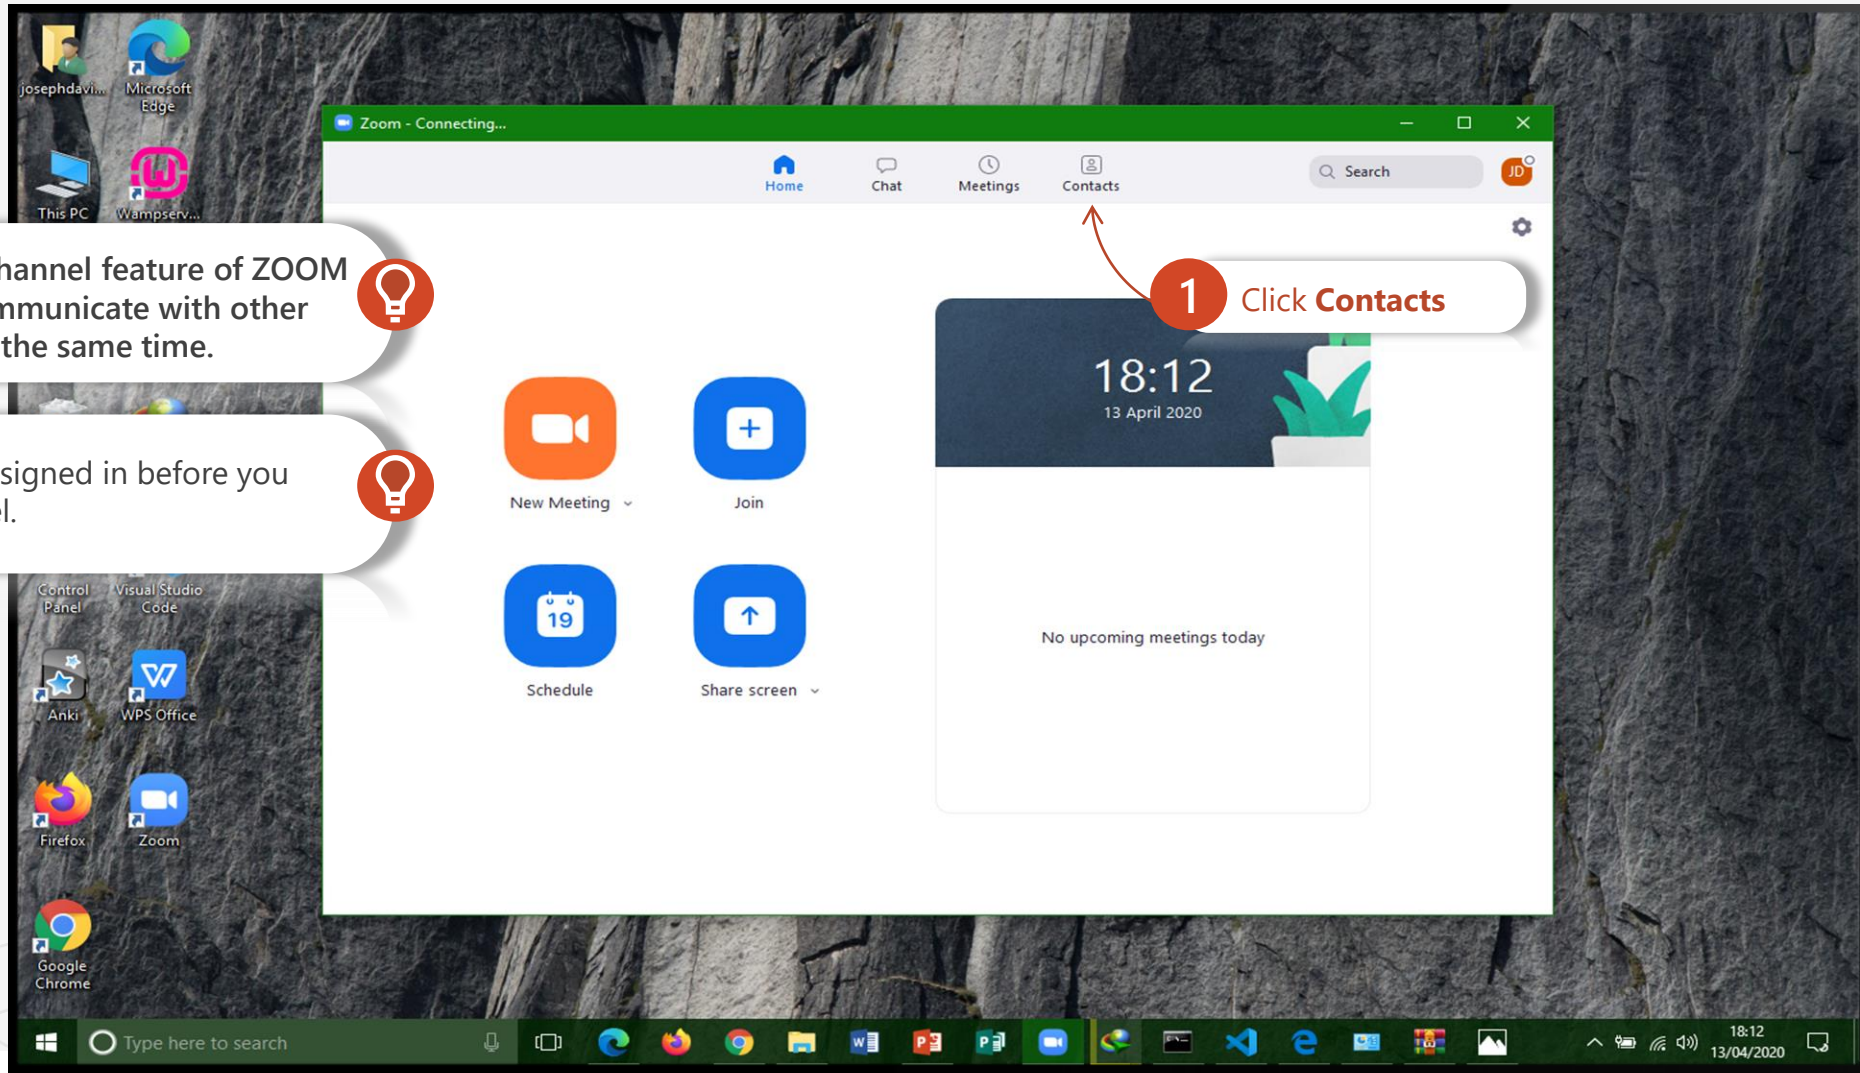 josephdavi...
Microsoft
Edge
This PC
Wampserv...
Zoom - Connecting...
Home
Chat
Meetings
Contacts
Search
JD
hannel feature of ZOOM
mmunicate with other
the same time.
1 Click Contacts
18:12
13 April 2020
signed in before you
l.
New Meeting
Join
Control
Panel
Visual Studio
Code
19
Schedule
Share screen
No upcoming meetings today
Anki
WPS Office
Firefox
Zoom
Google
Chrome
Type here to search
18:12
13/04/2020